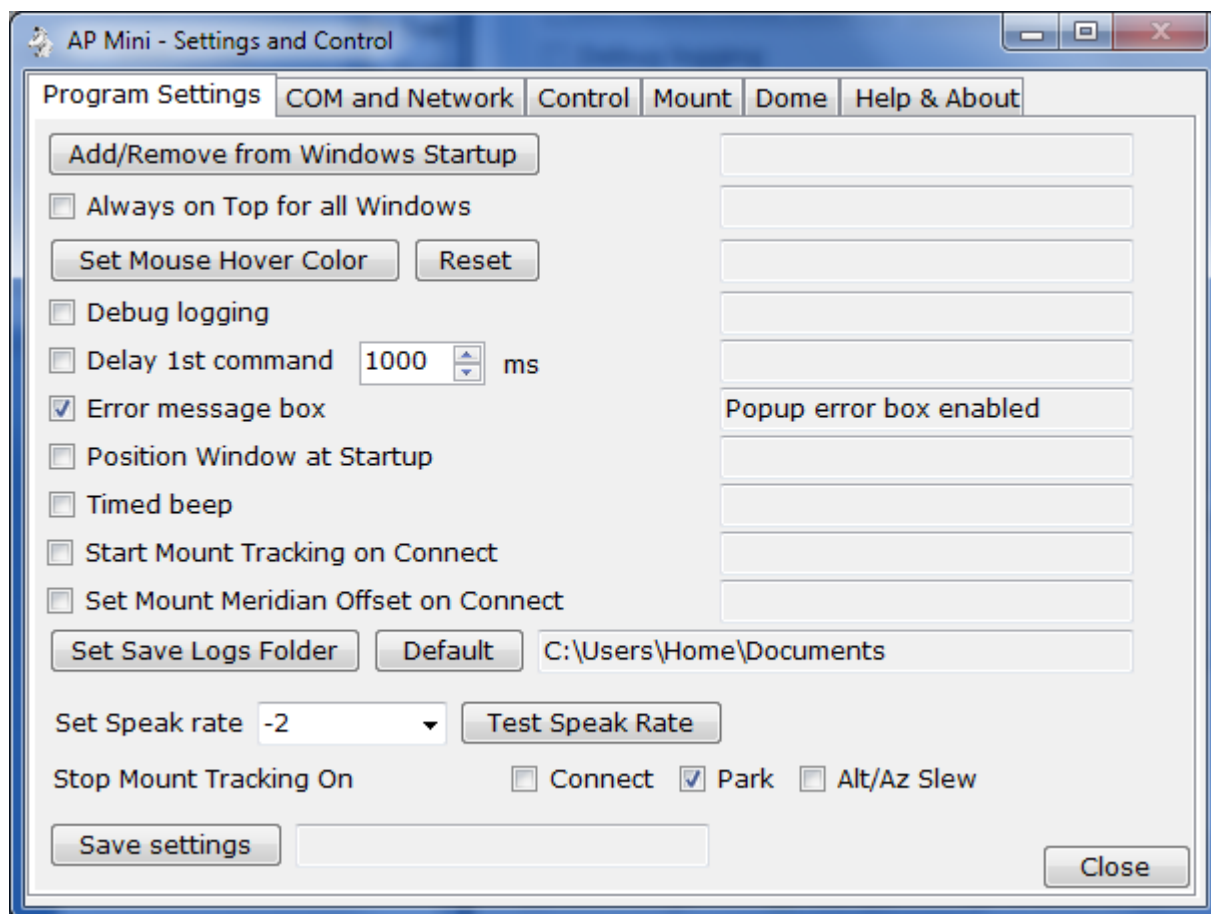 AP Mini - Settings and Control
Program Settings COM and Network Control Mount Dome Help & About
Add/Remove from Windows Startup
Always on Top for all Windows
Set Mouse Hover Color Reset
Debug logging
Delay 1st command 1000 ms
Error message box Popup error box enabled
Position Window at Startup
Timed beep
Start Mount Tracking on Connect
Set Mount Meridian Offset on Connect
Set Save Logs Folder Default C:\Users\Home\Documents
Set Speak rate -2 Test Speak Rate
Stop Mount Tracking On Connect Park Alt/Az Slew
Save settings
Close